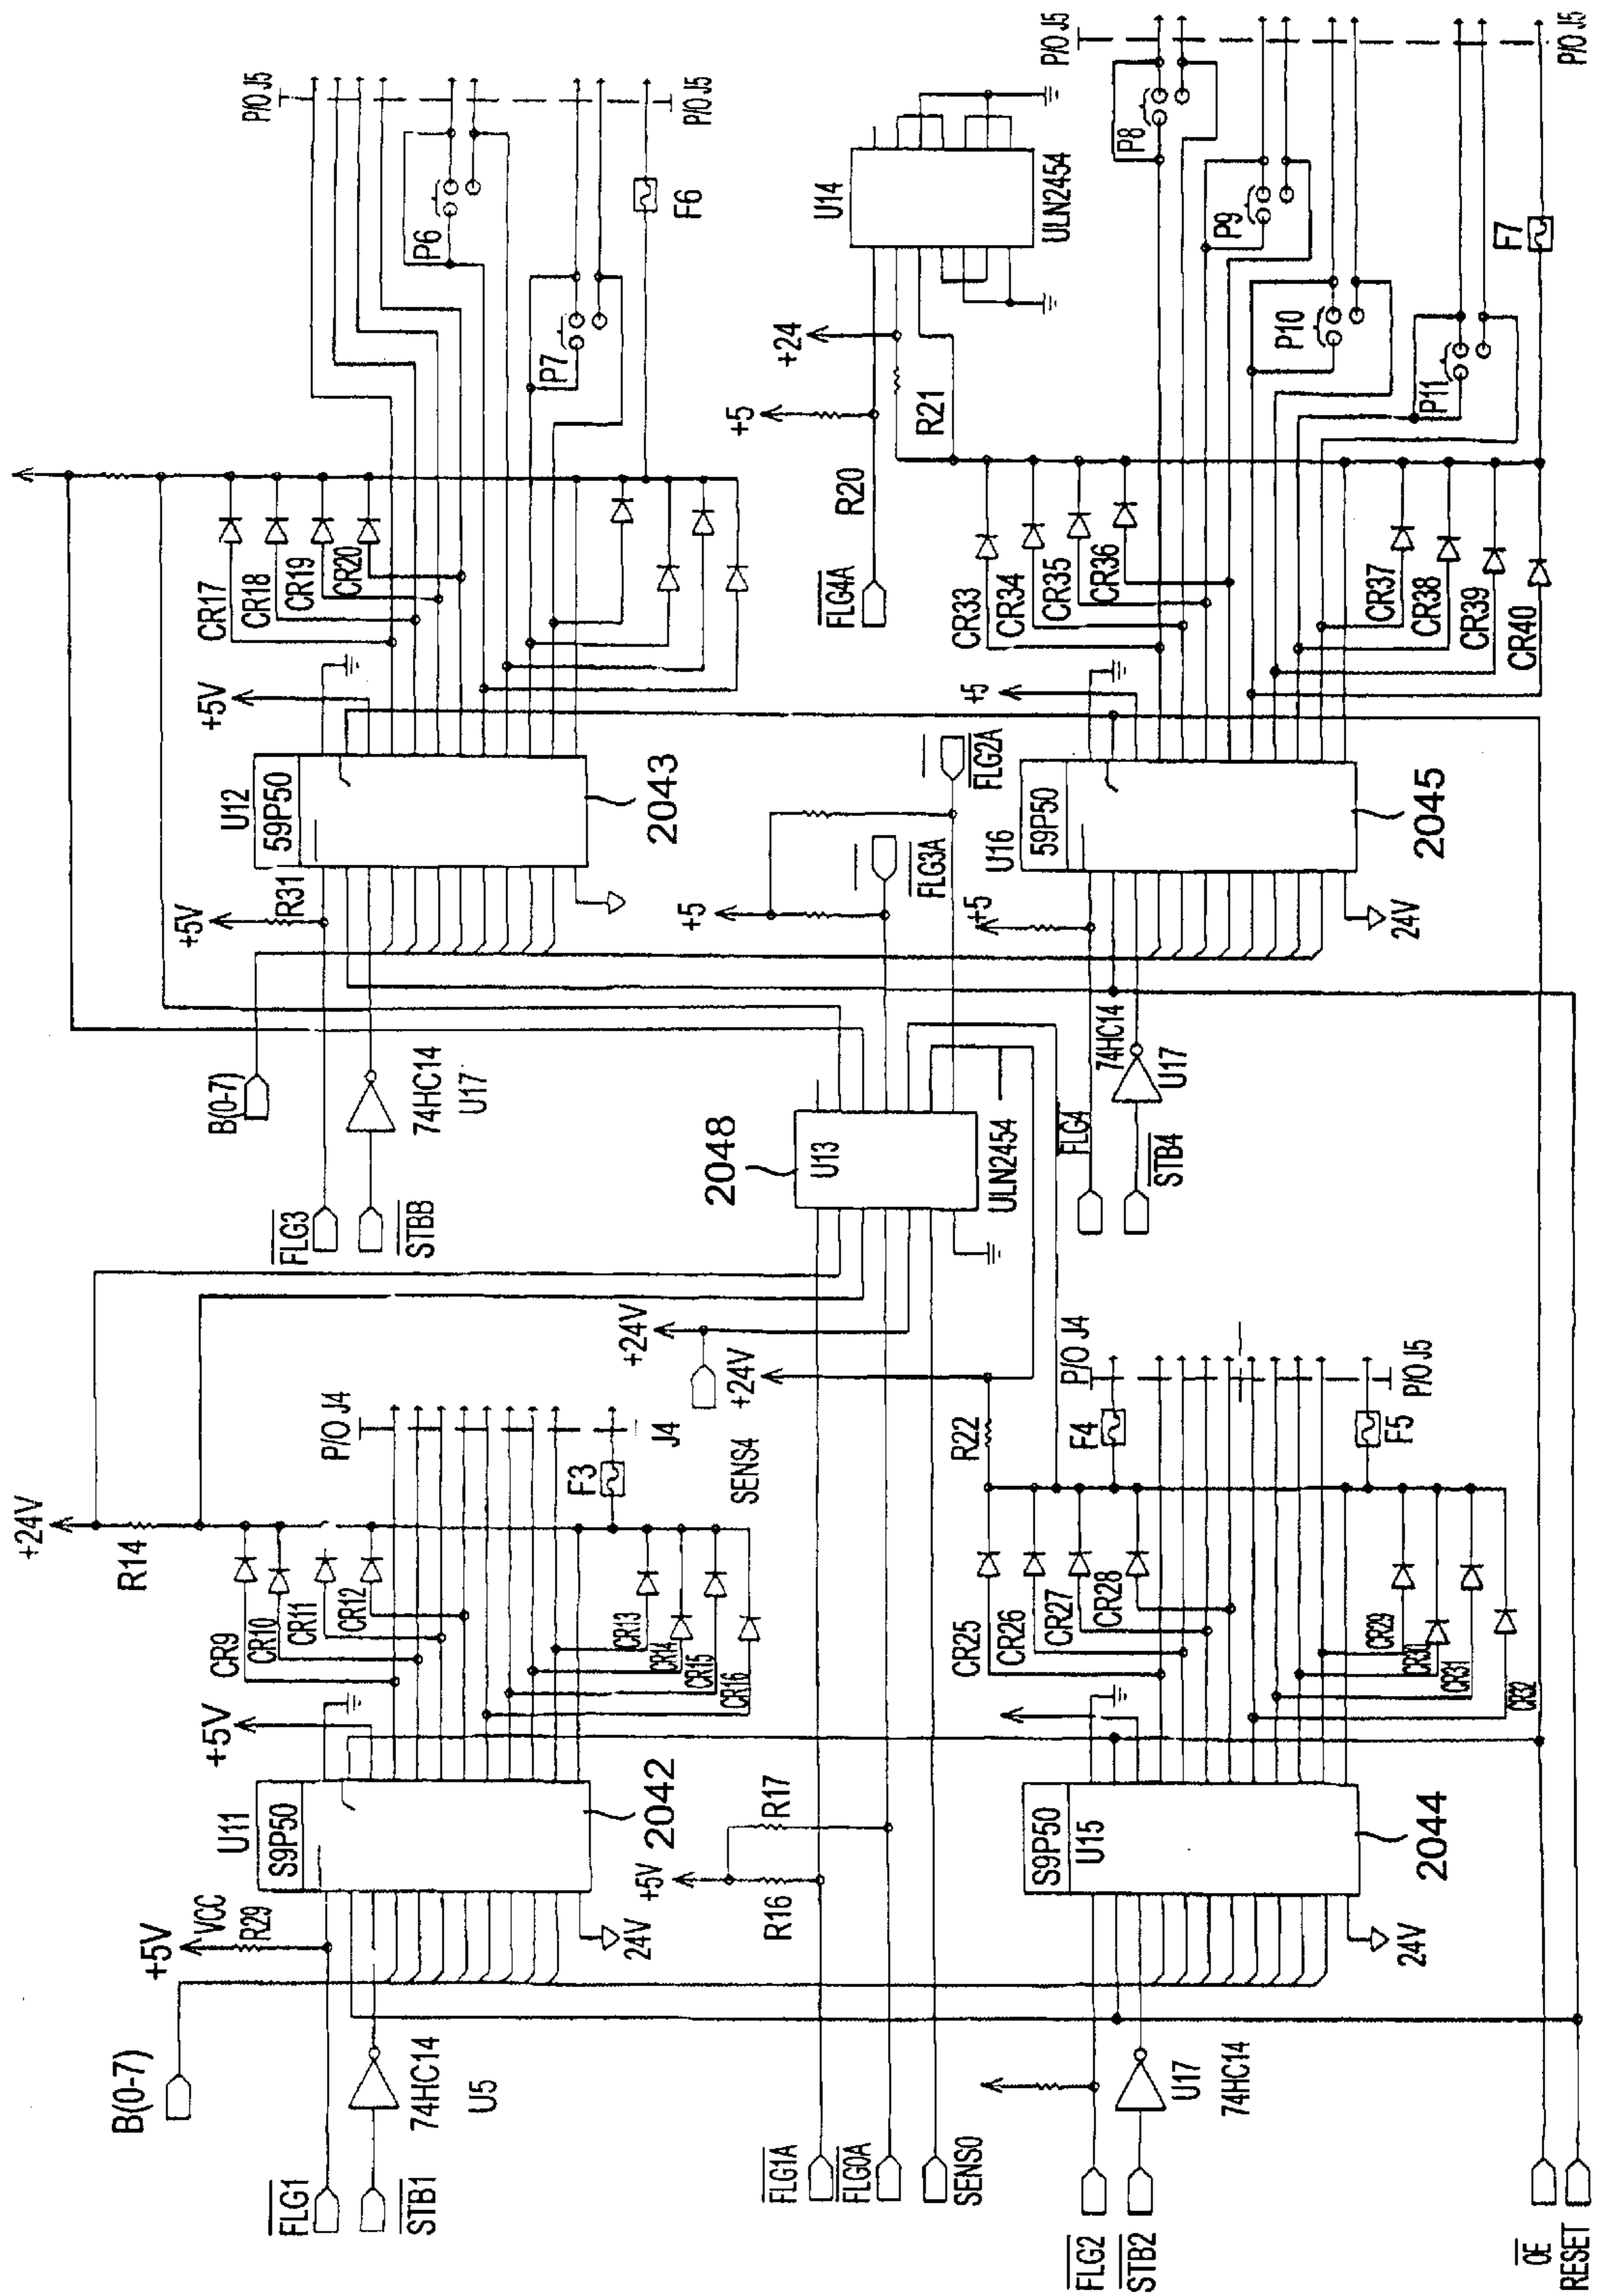 P/O J5
P6
P7
F6
P/O J5
U14
ULN2454
P/O J5
P8
P9
P10
P11
F7
P/O J5
+24
+5
R21
R20
FLG4A
CR17
CR18
CR19
CR20
+5V
U12
59P50
2043
+5V
R31
B(0-7)
74HC14
U17
FLG3
STBB
CR33
CR34
CR35
CR36
CR37
CR38
CR39
CR40
+5
FLG2A
FLG3A
+5
U16
59P50
2045
+5
24V
74HC14
U17
FLG4
STB4
2048
U13
ULN2454
+24V
+24V
SENS4
+24V
R14
P/O J4
F3
J4
CR9
CR10
CR11
CR12
CR13
CR14
CR15
CR16
+5V
U11
S9P50
2042
24V
+5V
VCC
R29
B(0-7)
74HC14
U5
FLG1
STB1
+5V
R17
R16
FLG1A
FLG0A
SENS0
R22
P/O J4
F4
F5
P/O J5
CR25
CR26
CR27
CR28
CR29
CR30
CR31
CR32
S9P50
U15
2044
24V
U17
74HC14
FLG2
STB2
OE
RESET